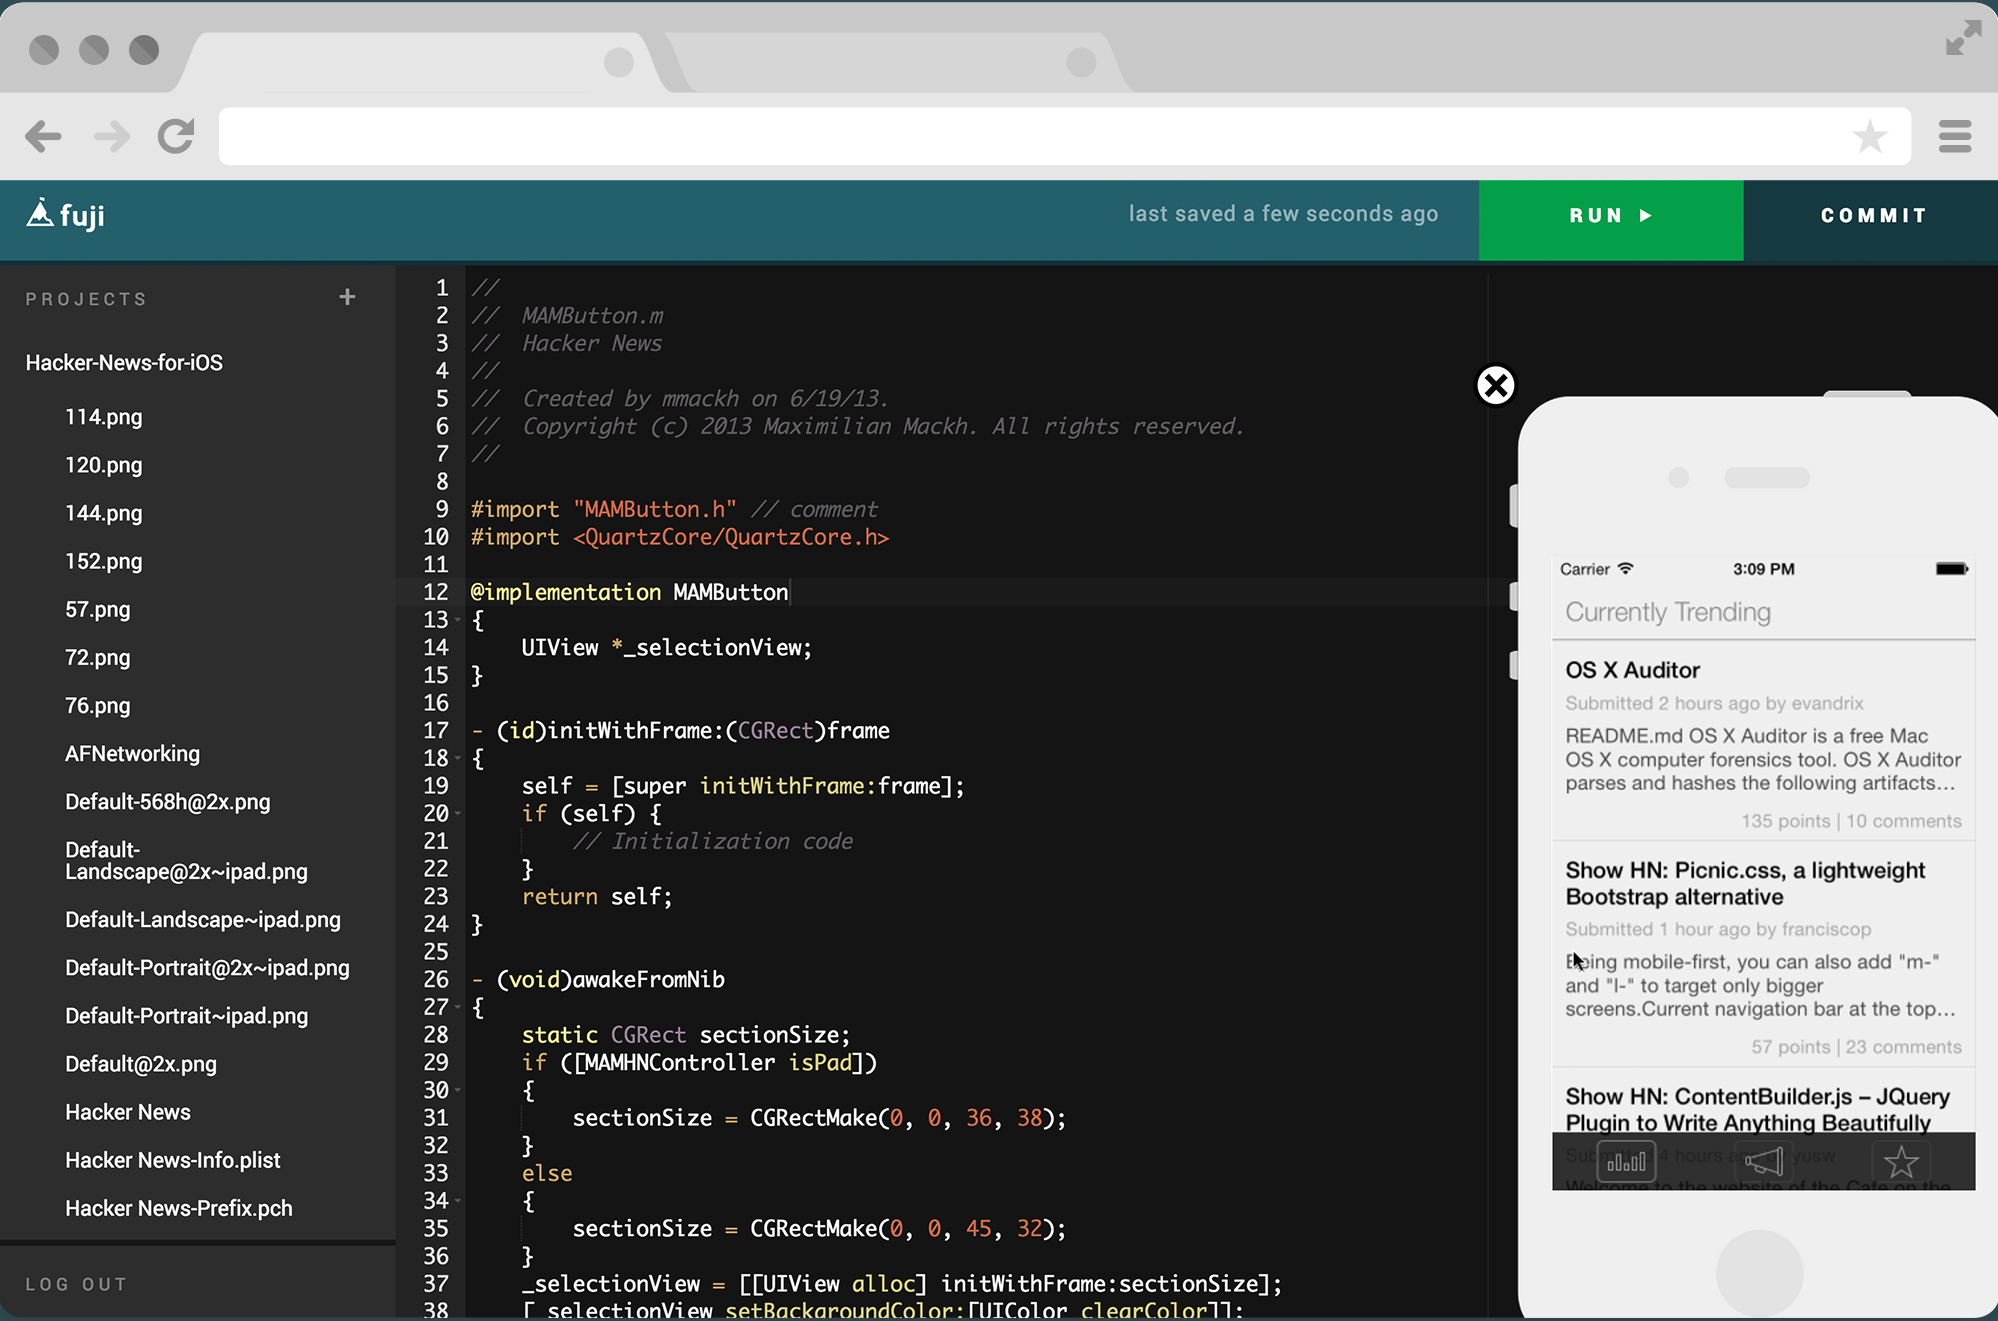 fuji
last saved a few seconds ago
RUN
COMMIT
PROJECTS
+
Hacker-News-for-iOS
114.png
120.png
144.png
152.png
57.png
72.png
76.png
AFNetworking
Default-568h@2x.png
Default-
Landscape@2x~ipad.png
Default-Landscape~ipad.png
Default-Portrait@2x~ipad.png
Default-Portrait~ipad.png
Default@2x.png
Hacker News
Hacker News-Info.plist
Hacker News-Prefix.pch
LOG OUT
1 //
2 //  MAMButton.m
3 //  Hacker News
4 //
5 //  Created by mmackh on 6/19/13.
6 //  Copyright (c) 2013 Maximilian Mackh. All rights reserved.
7 //
8
9 #import "MAMButton.h" // comment
10 #import <QuartzCore/QuartzCore.h>
11
12 @implementation MAMButton
13 {
14     UIView *_selectionView;
15 }
16
17 - (id)initWithFrame:(CGRect)frame
18 {
19     self = [super initWithFrame:frame];
20     if (self) {
21         // Initialization code
22     }
23     return self;
24 }
25
26 - (void)awakeFromNib
27 {
28     static CGRect sectionSize;
29     if ([MAMHNController isPad])
30     {
31         sectionSize = CGRectMake(0, 0, 36, 38);
32     }
33     else
34     {
35         sectionSize = CGRectMake(0, 0, 45, 32);
36     }
37     _selectionView = [[UIView alloc] initWithFrame:sectionSize];
38     [_selectionView setBackgroundColor:[UIColor clearColor]];
Carrier 3:09 PM
Currently Trending
OS X Auditor
Submitted 2 hours ago by evandrix
README.md OS X Auditor is a free Mac
OS X computer forensics tool. OS X Auditor
parses and hashes the following artifacts...
135 points | 10 comments
Show HN: Picnic.css, a lightweight
Bootstrap alternative
Submitted 1 hour ago by franciscop
Being mobile-first, you can also add "m-"
and "l-" to target only bigger
screens.Current navigation bar at the top...
57 points | 23 comments
Show HN: ContentBuilder.js – JQuery
Plugin to Write Anything Beautifully
4 hours ago yusw
Welcome to the website of the Cafe on the